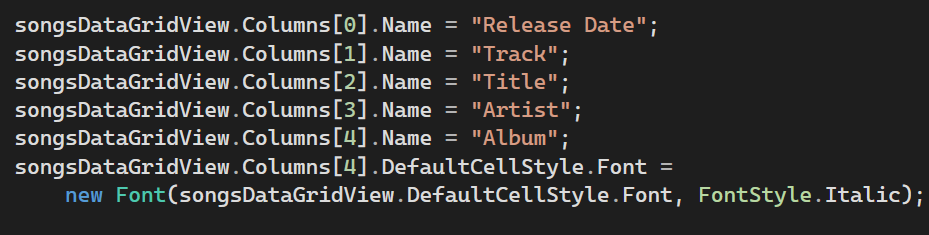 songsDataGridView.Columns[0].Name = "Release Date";
songsDataGridView.Columns[1].Name = "Track";
songsDataGridView.Columns[2].Name = "Title";
songsDataGridView.Columns[3].Name = "Artist";
songsDataGridView.Columns[4].Name = "Album";
songsDataGridView.Columns[4].DefaultCellStyle.Font =
    new Font(songsDataGridView.DefaultCellStyle.Font, FontStyle.Italic);